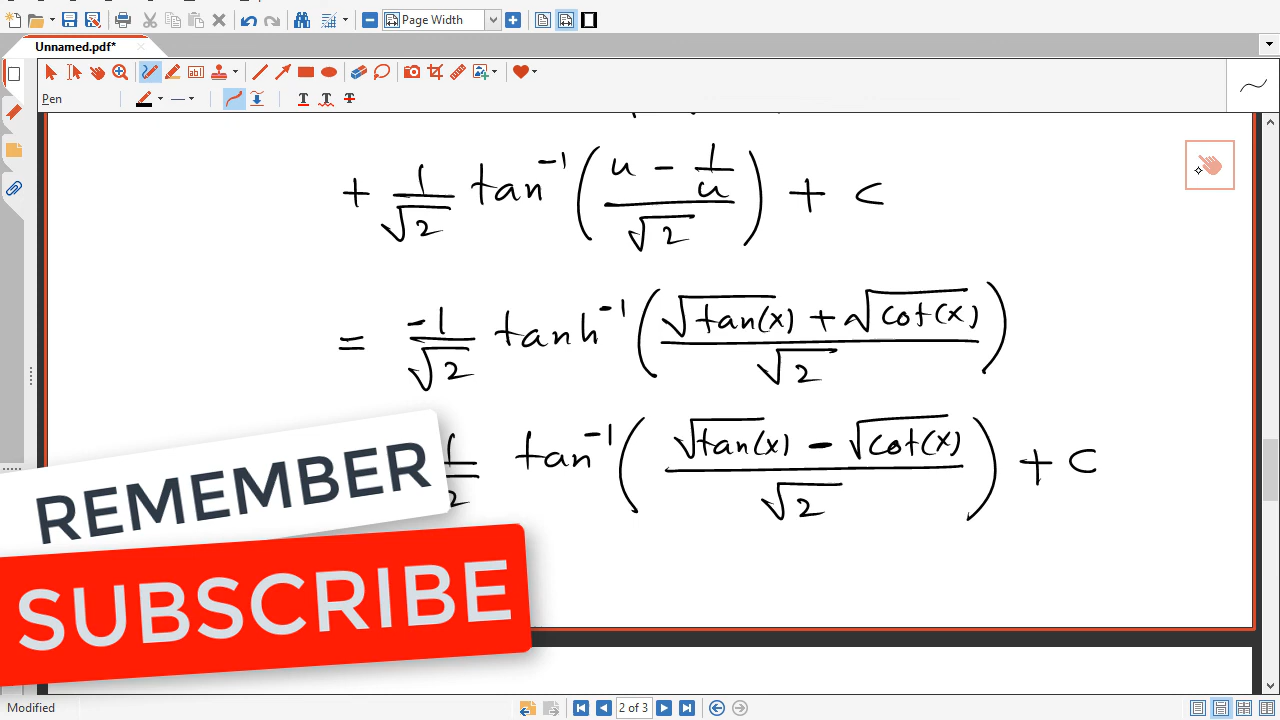 Page Width
Unnamed.pdf*
Pen
+ 1/√2 tan⁻¹ ( (u − 1/u) / √2 ) + c
= −1/√2 tanh⁻¹ ( (√tan(x) + √cot(x)) / √2 )
1/2 tan⁻¹ ( (√tan(x) − √cot(x)) / √2 ) + c
REMEMBER
SUBSCRIBE
Modified
2 of 3